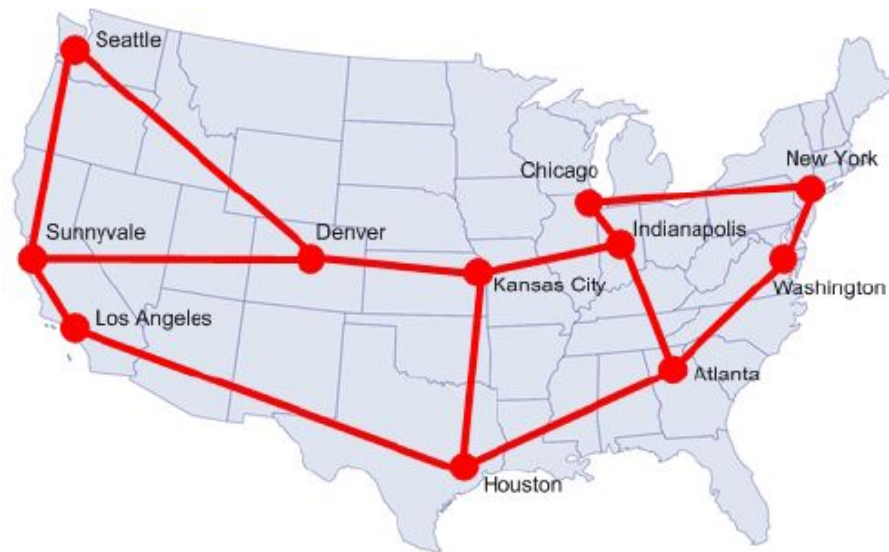 Seattle
Chicago
New York
Sunnyvale
Denver
Indianapolis
Kansas City
Washington
Los Angeles
Atlanta
Houston